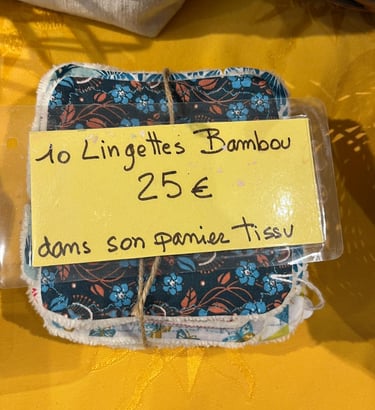 10 Lingettes Bambou
25 €
dans son panier tissu